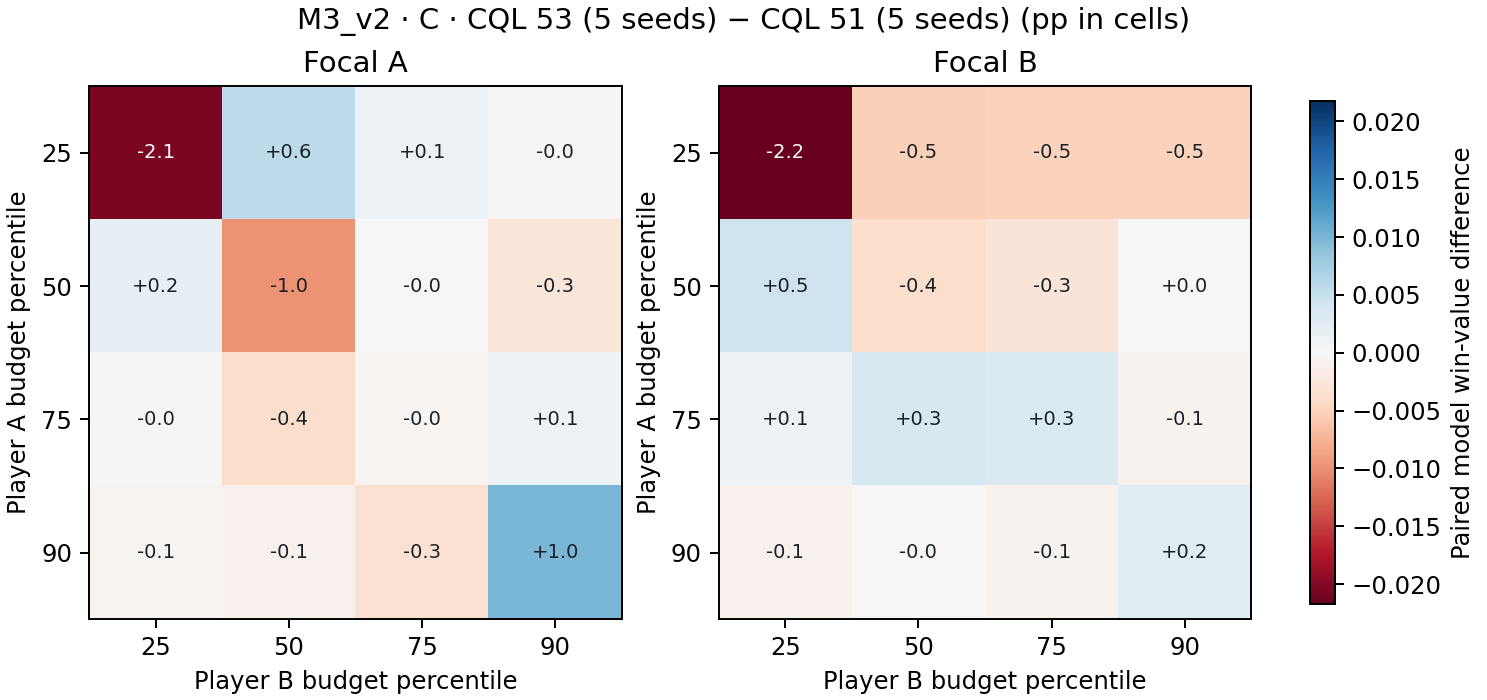 M3_v2 · C · CQL 53 (5 seeds) − CQL 51 (5 seeds) (pp in cells)
Focal A
Player A budget percentile
25 -2.1 +0.6 +0.1 -0.0
50 +0.2 -1.0 -0.0 -0.3
75 -0.0 -0.4 -0.0 +0.1
90 -0.1 -0.1 -0.3 +1.0
25 50 75 90
Player B budget percentile
Focal B
Player A budget percentile
25 -2.2 -0.5 -0.5 -0.5
50 +0.5 -0.4 -0.3 +0.0
75 +0.1 +0.3 +0.3 -0.1
90 -0.1 -0.0 -0.1 +0.2
25 50 75 90
Player B budget percentile
0.020
0.015
0.010
0.005
0.000
−0.005
−0.010
−0.015
−0.020
Paired model win-value difference